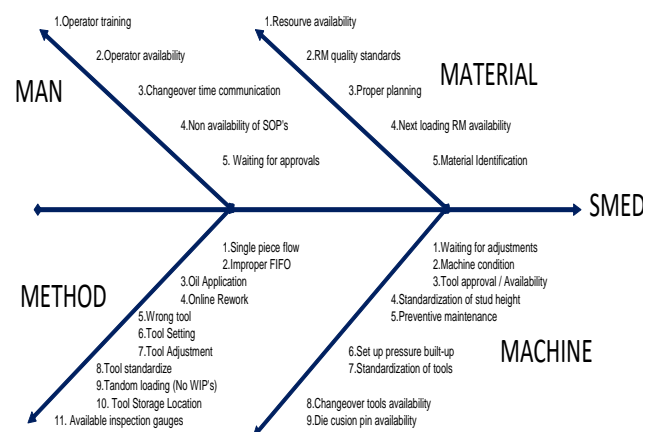 1.Operator training
2.Operator availability
3.Changeover time communication
4.Non availability of SOP's
5. Waiting for approvals
MAN
1.Resourve availability
2.RM quality standards
3.Proper planning
4.Next loading RM availability
5.Material Identification
MATERIAL
SMED
1.Single piece flow
2.Improper FIFO
3.Oil Application
4.Online Rework
5.Wrong tool
6.Tool Setting
7.Tool Adjustment
8.Tool standardize
9.Tandom loading (No WIP's)
10. Tool Storage Location
11. Available inspection gauges
METHOD
1.Waiting for adjustments
2.Machine condition
3.Tool approval / Availability
4.Standardization of stud height
5.Preventive maintenance
6.Set up pressure built-up
7.Standardization of tools
8.Changeover tools availability
9.Die cusion pin availability
MACHINE